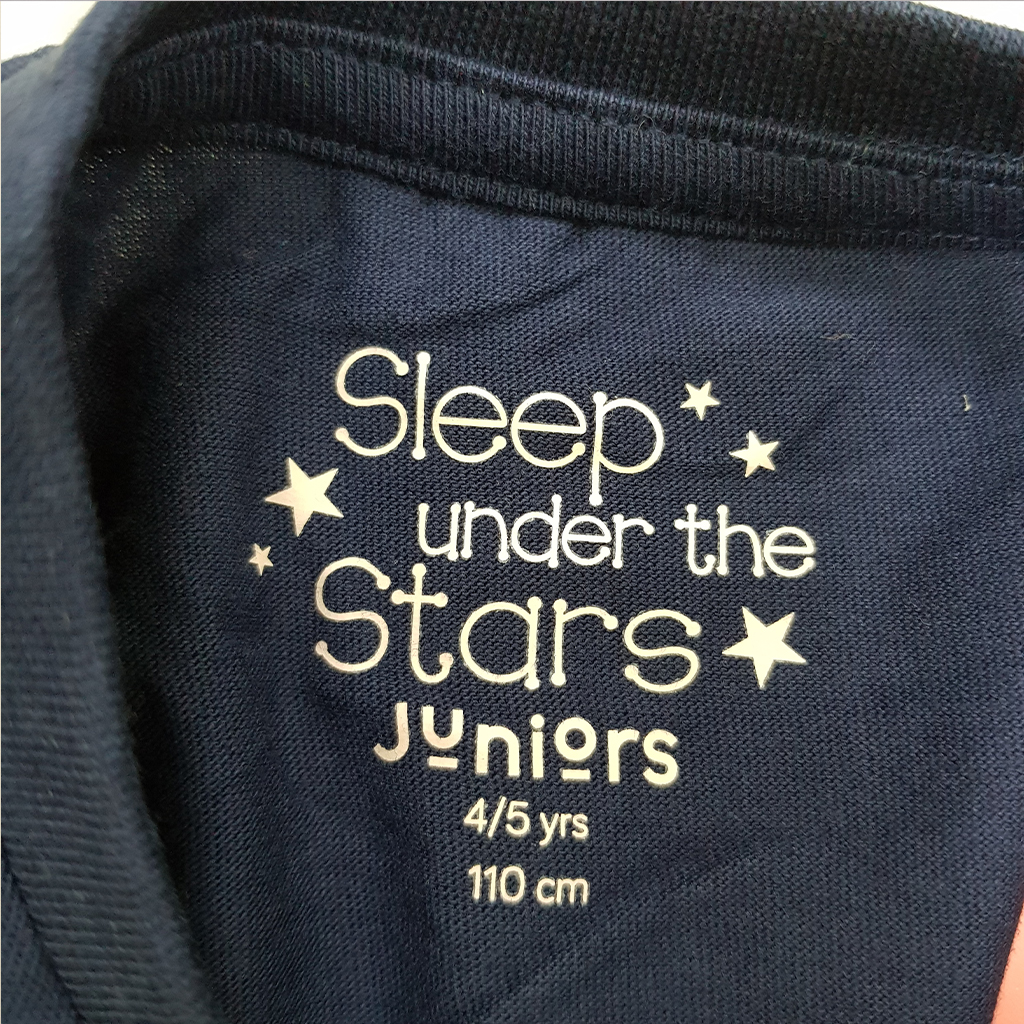 Sleep
under the
Stars
Juniors
4/5 yrs
110 cm